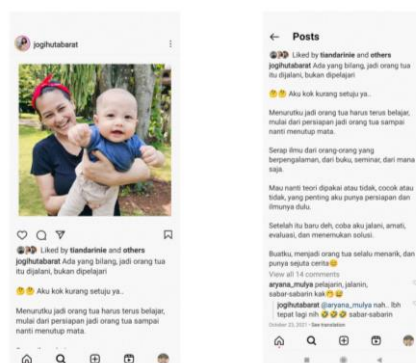 jogihutabarat
Liked by tiandarinie and others
jogihutabarat Ada yang bilang, jadi orang tua
itu dijalani, bukan dipelajari
🤔🤔 Aku kok kurang setuju ya..
Menurutku jadi orang tua harus terus belajar,
mulai dari persiapan jadi orang tua sampai
nanti menutup mata.
Posts
Liked by tiandarinie and others
jogihutabarat Ada yang bilang, jadi orang tua
itu dijalani, bukan dipelajari
🤔🤔 Aku kok kurang setuju ya..
Menurutku jadi orang tua harus terus belajar,
mulai dari persiapan jadi orang tua sampai
nanti menutup mata.
Serap ilmu dari orang-orang yang
berpengalaman, dari buku, seminar, dari mana
saja.
Mau nanti teori dipakai atau tidak, cocok atau
tidak, yang penting aku punya persiapan dan
ilmunya dulu.
Setelah itu baru deh, coba aku jalani, amati,
evaluasi, dan menemukan solusi.
Buatku, menjadi orang tua selalu menarik, dan
punya sejuta cerita😊
View all 14 comments
aryana_mulya pelajarin, jalanin,
sabar-sabarin kak
jogihutabarat @aryana_mulya nah.. Ibh
tepat lagi nih 🤣🤣🤣 sabar-sabarin
October 23, 2021 · See translation